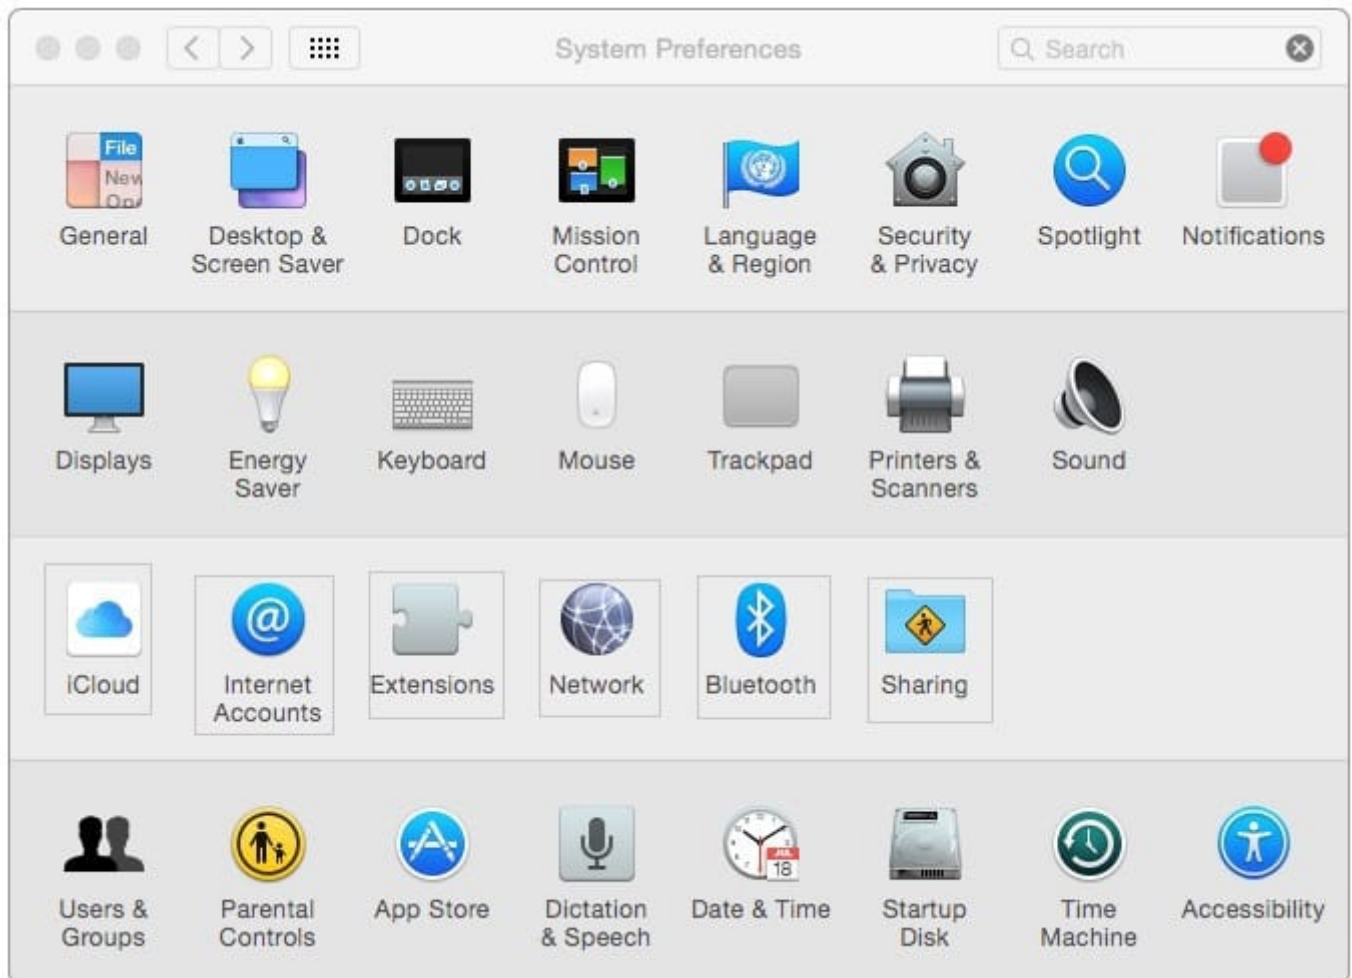 System Preferences
Search
File
New
Ope
General
Desktop &
Screen Saver
Dock
Mission
Control
Language
& Region
Security
& Privacy
Spotlight
Notifications
Displays
Energy
Saver
Keyboard
Mouse
Trackpad
Printers &
Scanners
Sound
@
iCloud
Internet
Accounts
Extensions
Network
Bluetooth
Sharing
JUL
18
Users &
Groups
Parental
Controls
App Store
Dictation
& Speech
Date & Time
Startup
Disk
Time
Machine
Accessibility